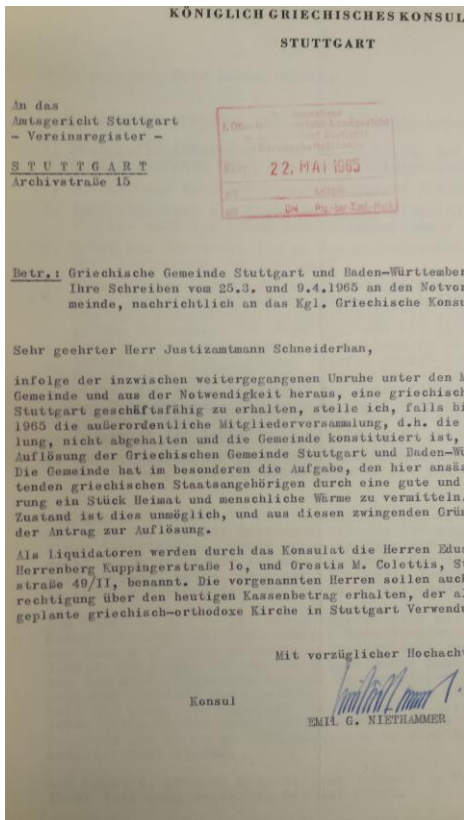 KÖNIGLICH GRIECHISCHES KONSUL
STUTTGART
An das
Amtsgericht Stuttgart
- Vereinsregister -
STUTTGART
Archivstraße 15
22. MAI 1965
Betr.: Griechische Gemeinde Stuttgart und Baden-Württember
Ihre Schreiben vom 25.3. und 9.4.1965 an den Notvor
meinde, nachrichtlich an das Kgl. Griechische Konsu
Sehr geehrter Herr Justizamtmann Schneiderhan,
infolge der inzwischen weitergegangenen Unruhe unter den M
Gemeinde und aus der Notwendigkeit heraus, eine griechisch
Stuttgart geschäftsfähig zu erhalten, stelle ich, falls bi
1965 die außerordentliche Mitgliederversammlung, d.h. die
lung, nicht abgehalten und die Gemeinde konstituiert ist,
Auflösung der Griechischen Gemeinde Stuttgart und Baden-Wü
Die Gemeinde hat im besonderen die Aufgabe, den hier ansäs
tenden griechischen Staatsangehörigen durch eine gute und
rung ein Stück Heimat und menschliche Wärme zu vermitteln.
Zustand ist dies unmöglich, und aus diesen zwingenden Grün
der Antrag zur Auflösung.
Als Liquidatoren werden durch das Konsulat die Herren Edua
Herrenberg Kuppingerstraße lo, und Orestis M. Colettis, St
straße 49/II, benannt. Die vorgenannten Herren sollen auch
rechtigung über den heutigen Kassenbetrag erhalten, der al
geplante griechisch-orthodoxe Kirche in Stuttgart Verwendu
Mit vorzüglicher Hochacht
Konsul
EMIL G. NIETHAMMER